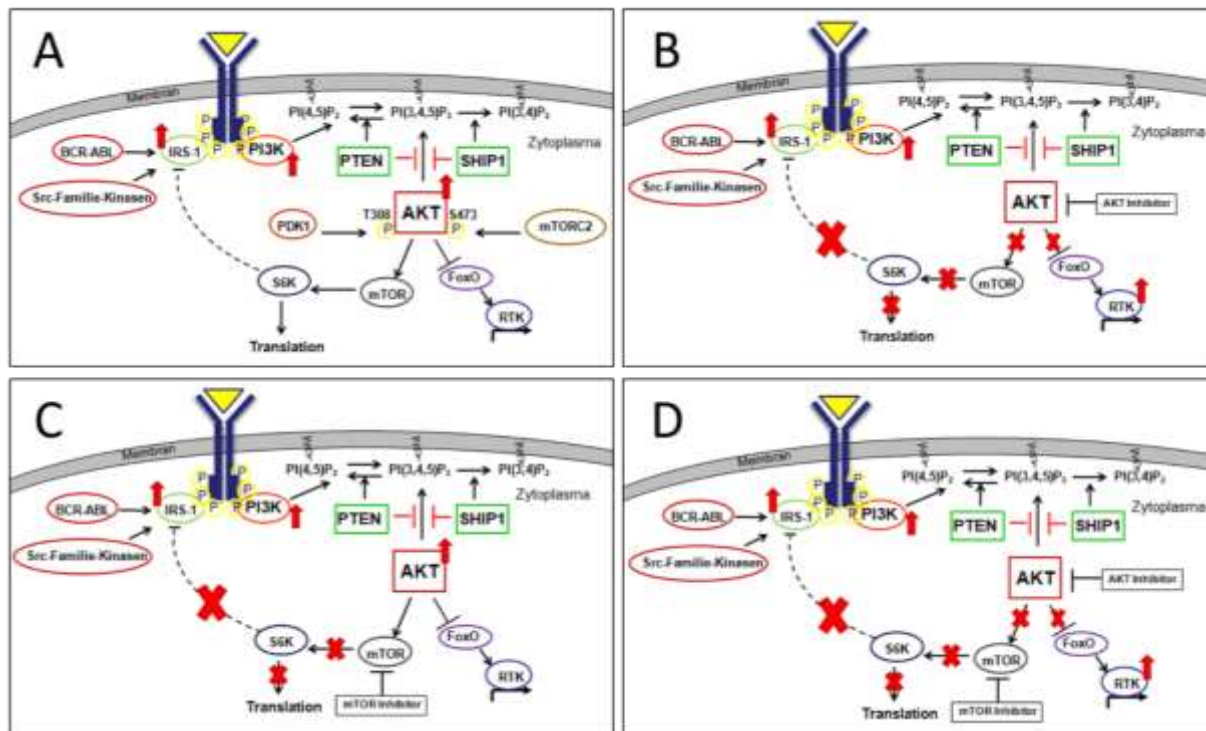 A
Membran
PI(4,5)P₂
PI(3,4,5)P₃
PI(3,4)P₂
Zytoplasma
BCR-ABL
IRS-1
P
P
P
P
P
P
PI3K
PTEN
SHIP1
Src-Familie-Kinasen
AKT
T308
S473
P
P
PDK1
mTORC2
S6K
mTOR
FoxO
RTK
Translation
B
Membran
PI(4,5)P₂
PI(3,4,5)P₃
PI(3,4)P₂
Zytoplasma
BCR-ABL
IRS-1
P
P
P
P
P
P
PI3K
PTEN
SHIP1
Src-Familie-Kinasen
AKT
AKT Inhibitor
S6K
mTOR
FoxO
RTK
Translation
C
Membran
PI(4,5)P₂
PI(3,4,5)P₃
PI(3,4)P₂
Zytoplasma
BCR-ABL
IRS-1
P
P
P
P
P
P
PI3K
PTEN
SHIP1
Src-Familie-Kinasen
AKT
S6K
mTOR
FoxO
RTK
Translation
mTOR Inhibitor
D
Membran
PI(4,5)P₂
PI(3,4,5)P₃
PI(3,4)P₂
Zytoplasma
BCR-ABL
IRS-1
P
P
P
P
P
P
PI3K
PTEN
SHIP1
Src-Familie-Kinasen
AKT
AKT Inhibitor
S6K
mTOR
FoxO
RTK
Translation
mTOR Inhibitor